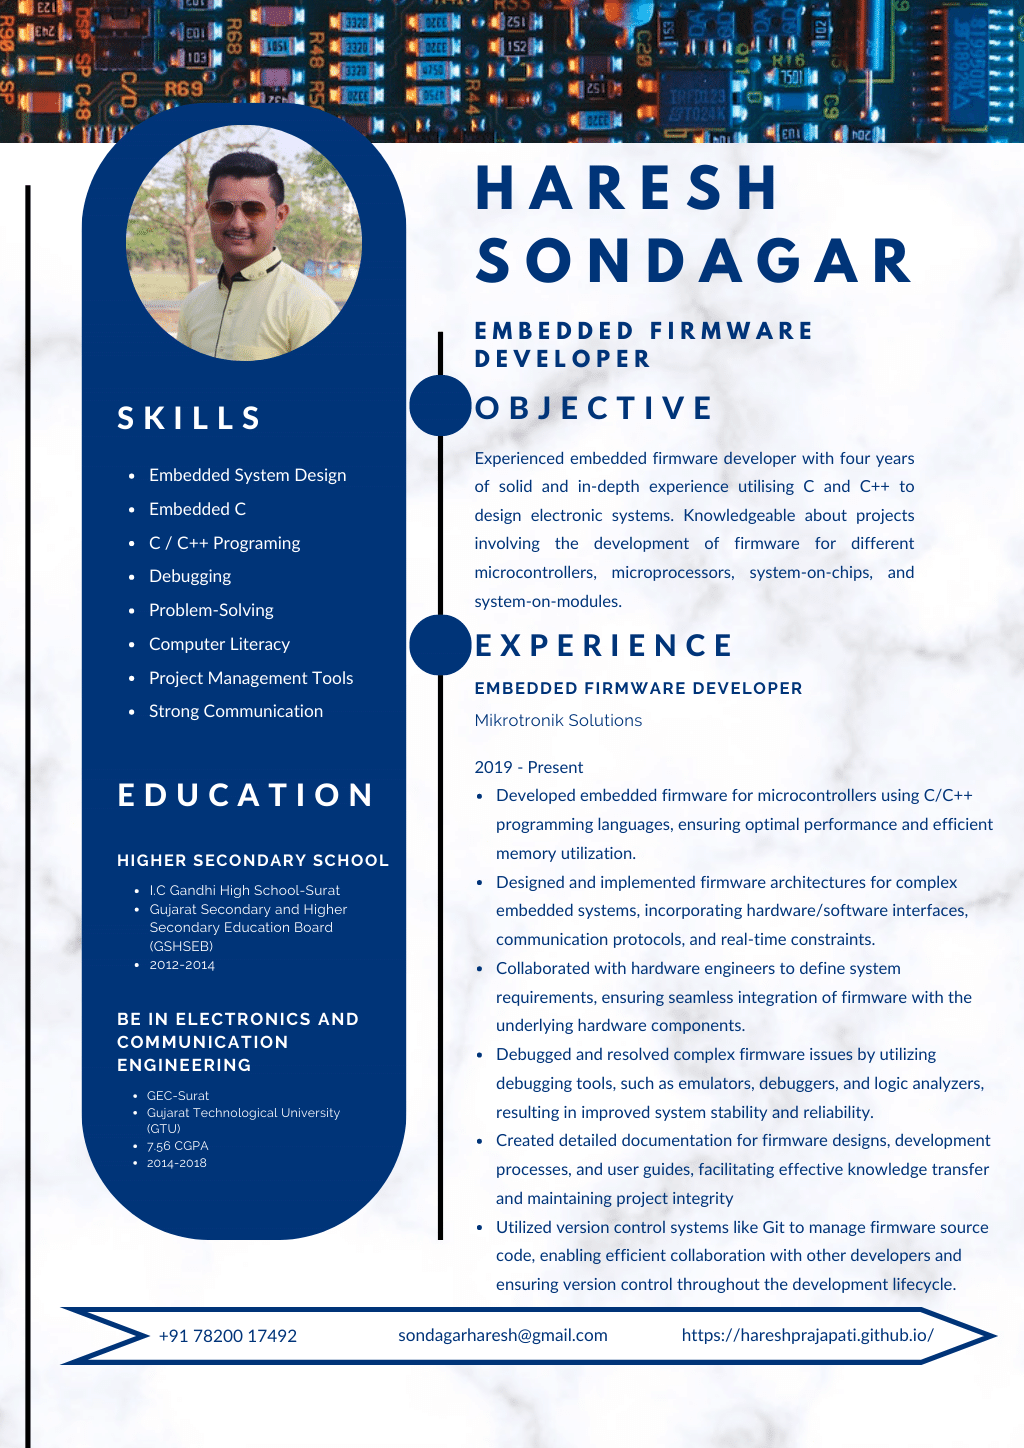 HARESH
SONDAGAR
EMBEDDED FIRMWARE
DEVELOPER
SKILLS
• Embedded System Design
• Embedded C
• C / C++ Programing
• Debugging
• Problem-Solving
• Computer Literacy
• Project Management Tools
• Strong Communication
EDUCATION
HIGHER SECONDARY SCHOOL
• I.C Gandhi High School-Surat
• Gujarat Secondary and Higher
Secondary Education Board
(GSHSEB)
• 2012-2014
BE IN ELECTRONICS AND
COMMUNICATION
ENGINEERING
• GEC-Surat
• Gujarat Technological University
(GTU)
• 7.56 CGPA
• 2014-2018
OBJECTIVE
Experienced embedded firmware developer with four years
of solid and in-depth experience utilising C and C++ to
design electronic systems. Knowledgeable about projects
involving the development of firmware for different
microcontrollers, microprocessors, system-on-chips, and
system-on-modules.
EXPERIENCE
EMBEDDED FIRMWARE DEVELOPER
Mikrotronik Solutions
2019 - Present
• Developed embedded firmware for microcontrollers using C/C++
programming languages, ensuring optimal performance and efficient
memory utilization.
• Designed and implemented firmware architectures for complex
embedded systems, incorporating hardware/software interfaces,
communication protocols, and real-time constraints.
• Collaborated with hardware engineers to define system
requirements, ensuring seamless integration of firmware with the
underlying hardware components.
• Debugged and resolved complex firmware issues by utilizing
debugging tools, such as emulators, debuggers, and logic analyzers,
resulting in improved system stability and reliability.
• Created detailed documentation for firmware designs, development
processes, and user guides, facilitating effective knowledge transfer
and maintaining project integrity
• Utilized version control systems like Git to manage firmware source
code, enabling efficient collaboration with other developers and
ensuring version control throughout the development lifecycle.
+91 78200 17492
sondagarharesh@gmail.com
https://hareshprajapati.github.io/